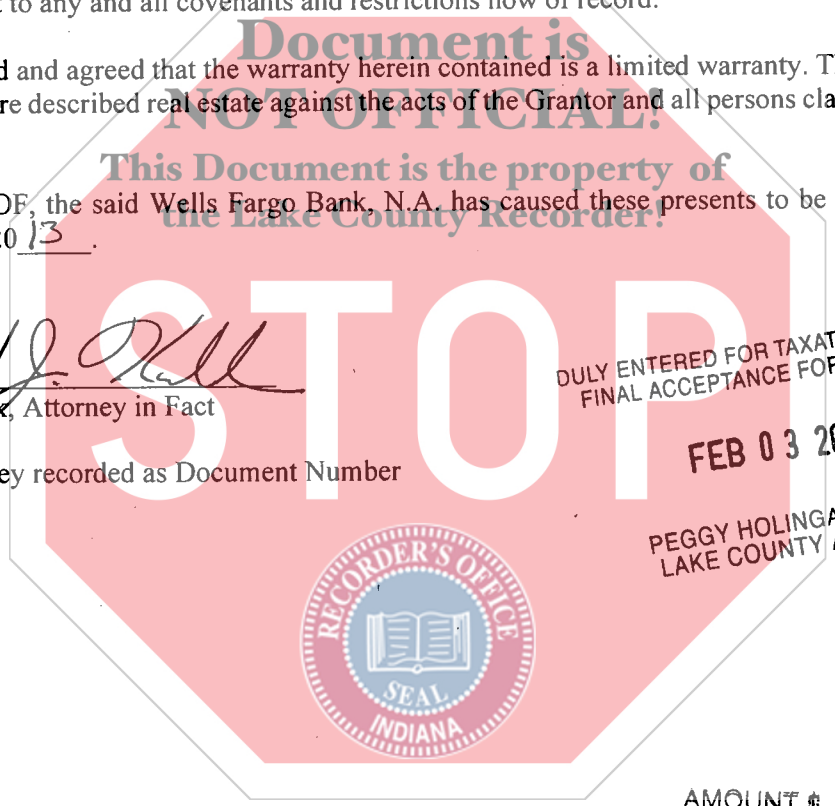 t to any and all covenants and restrictions now of record.
Document is
d and agreed that the warranty herein contained is a limited warranty. T
re described real estate against the acts of the Grantor and all persons cla
NOT OFFICIAL!
This Document is the property of
OF, the said Wells Fargo Bank, N.A. has caused these presents to be
the Lake County Recorder!
20 13 .
STOP
DULY ENTERED FOR TAXAT
FINAL ACCEPTANCE FOR
, Attorney in Fact
FEB 03 20
ey recorded as Document Number
PEGGY HOLINGA
LAKE COUNTY
RECORDER'S OFFICE
SEAL
INDIANA
AMOUNT $